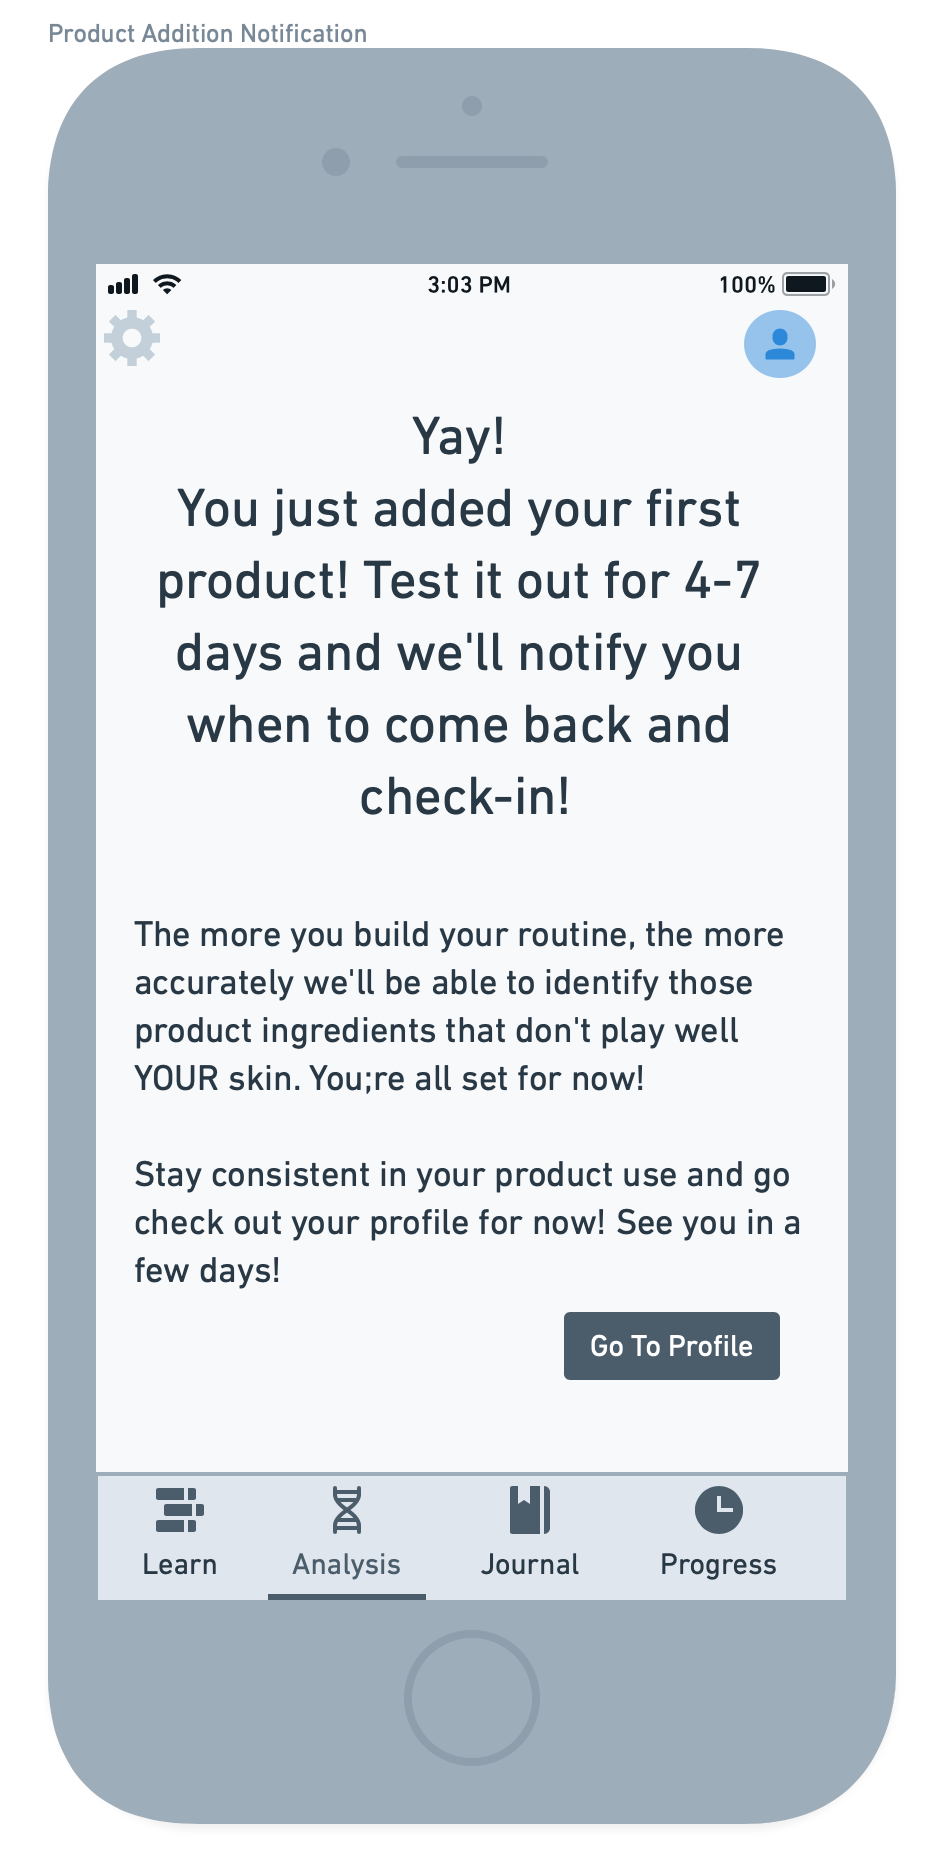 Product Addition Notification
3:03 PM
100%
Yay!
You just added your first
product! Test it out for 4-7
days and we'll notify you
when to come back and
check-in!
The more you build your routine, the more
accurately we'll be able to identify those
product ingredients that don't play well
YOUR skin. You;re all set for now!
Stay consistent in your product use and go
check out your profile for now! See you in a
few days!
Go To Profile
Learn
Analysis
Journal
Progress